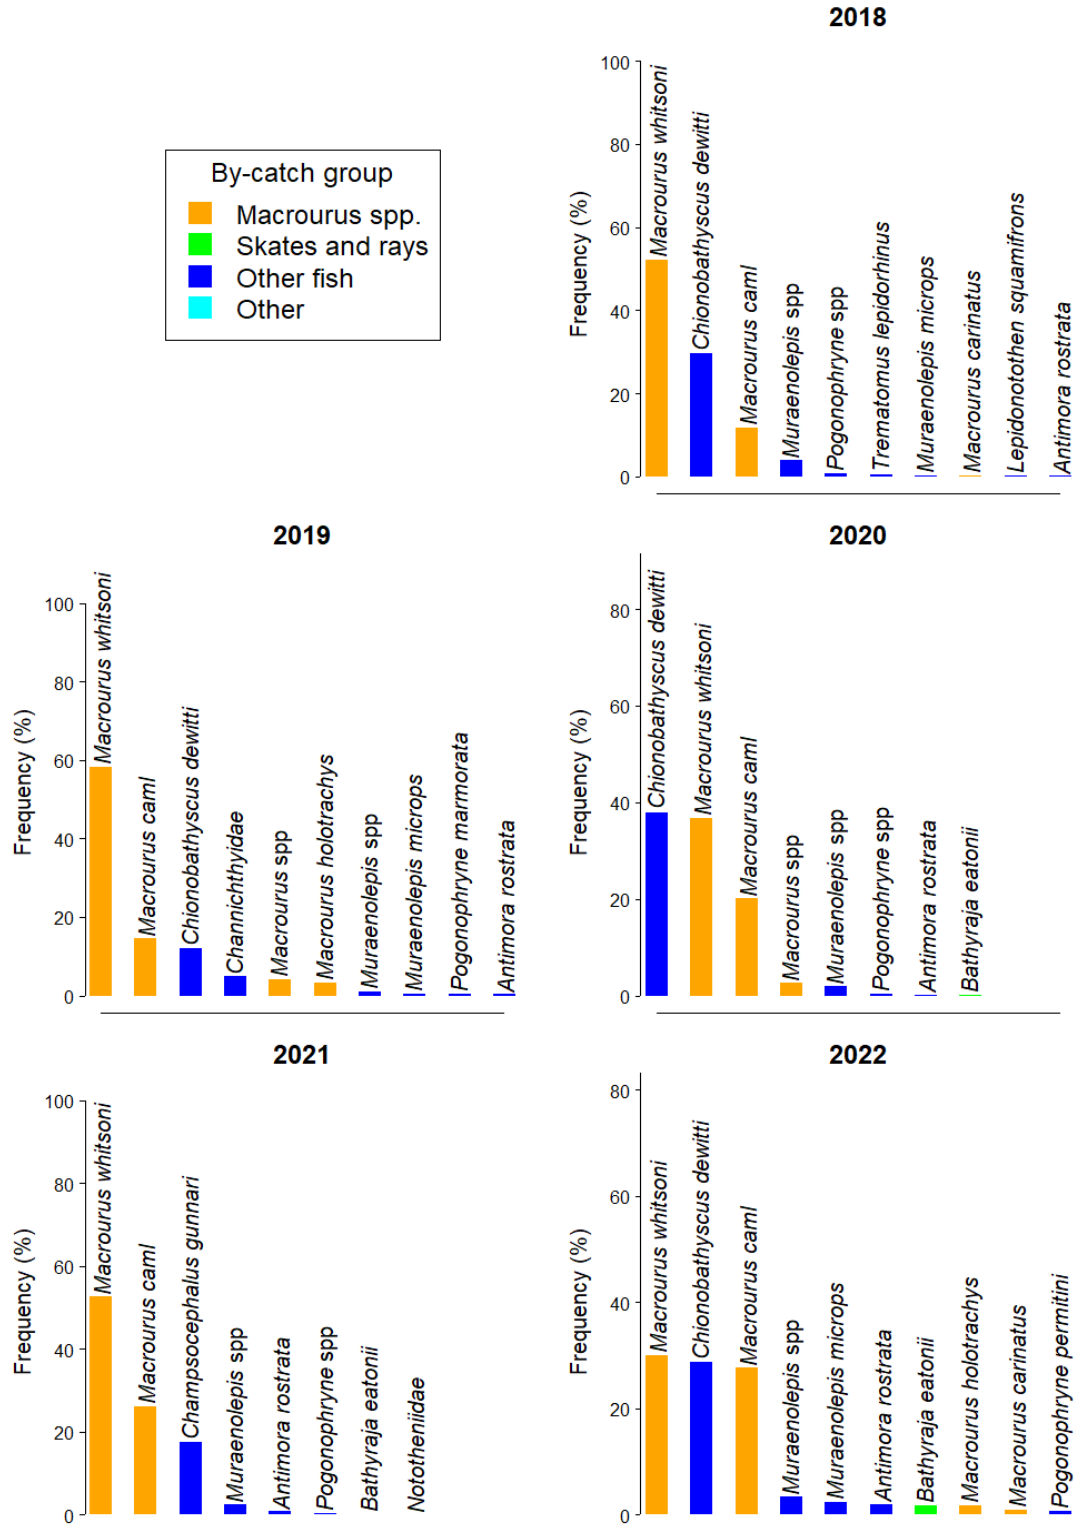 2018
By-catch group
Macrourus spp.
Skates and rays
Other fish
Other
Frequency (%)
100
80
60
40
20
0
Macrourus whitsoni
Chionobathyscus dewitti
Macrourus caml
Muraenolepis spp
Pogonophryne spp
Trematomus lepidorhinus
Muraenolepis microps
Macrourus carinatus
Lepidonotothen squamifrons
Antimora rostrata
2019
Frequency (%)
100
80
60
40
20
0
Macrourus whitsoni
Macrourus caml
Chionobathyscus dewitti
Channichthyidae
Macrourus spp
Macrourus holotrachys
Muraenolepis spp
Muraenolepis microps
Pogonophryne marmorata
Antimora rostrata
2020
Frequency (%)
80
60
40
20
0
Chionobathyscus dewitti
Macrourus whitsoni
Macrourus caml
Macrourus spp
Muraenolepis spp
Pogonophryne spp
Antimora rostrata
Bathyraja eatonii
2021
Frequency (%)
100
80
60
40
20
0
Macrourus whitsoni
Macrourus caml
Champsocephalus gunnari
Muraenolepis spp
Antimora rostrata
Pogonophryne spp
Bathyraja eatonii
Nototheniidae
2022
Frequency (%)
80
60
40
20
0
Macrourus whitsoni
Chionobathyscus dewitti
Macrourus caml
Muraenolepis spp
Muraenolepis microps
Antimora rostrata
Bathyraja eatonii
Macrourus holotrachys
Macrourus carinatus
Pogonophryne permitini